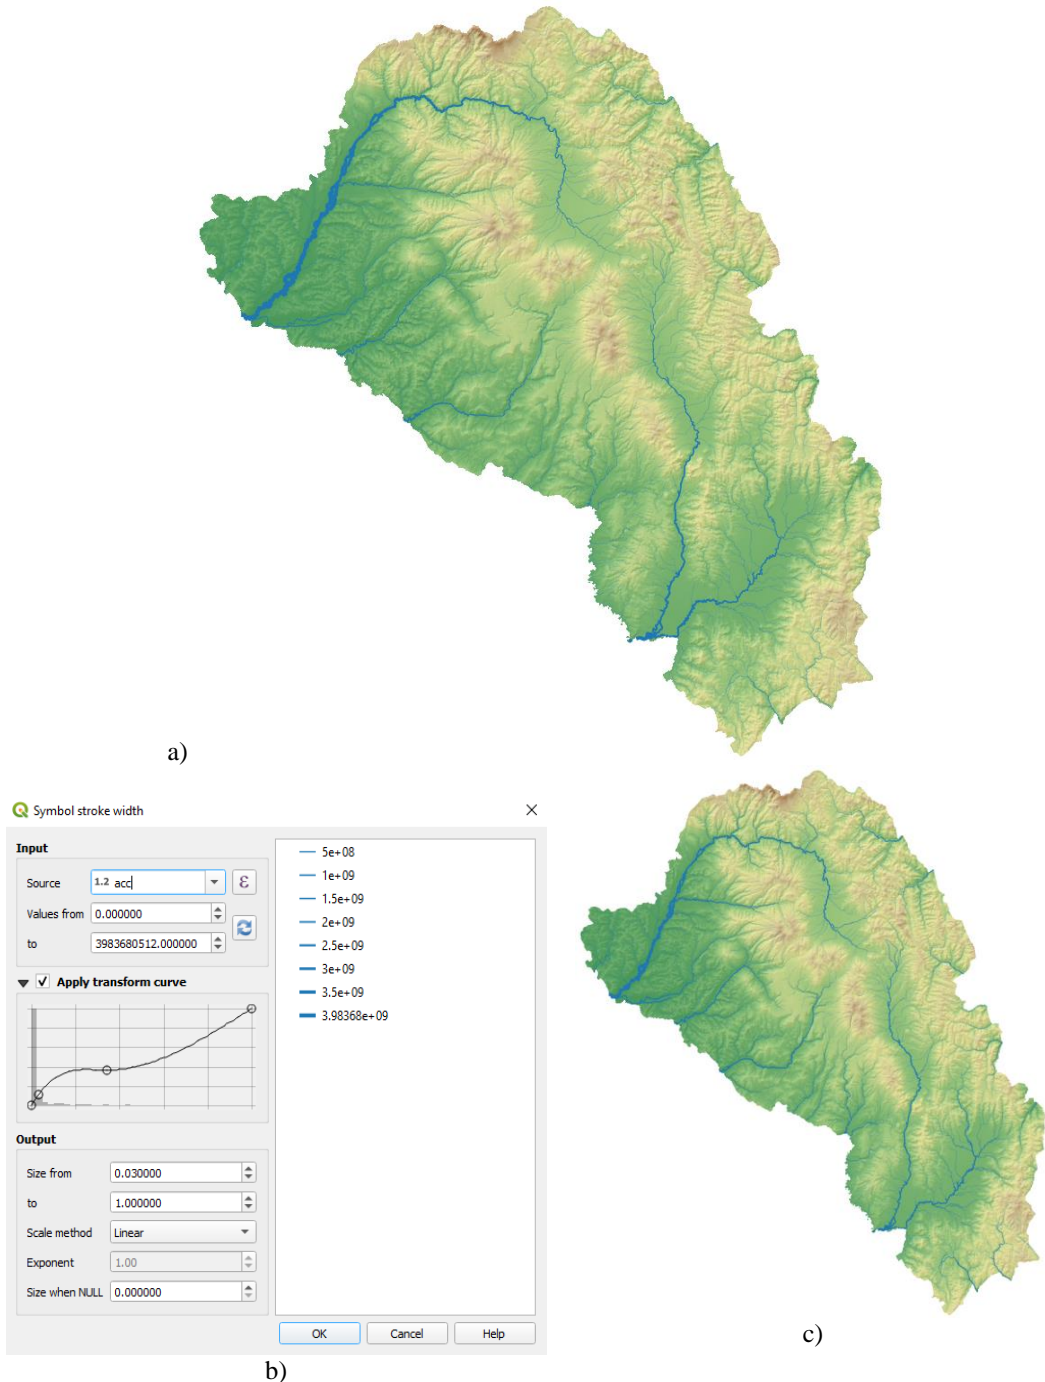 a)
Symbol stroke width
Input
Source 1.2 acc ε
Values from 0.000000
to 3983680512.000000
Apply transform curve
Output
Size from 0.030000
to 1.000000
Scale method Linear
Exponent 1.00
Size when NULL 0.000000
5e+08
1e+09
1.5e+09
2e+09
2.5e+09
3e+09
3.5e+09
3.98368e+09
OK Cancel Help
b)
c)